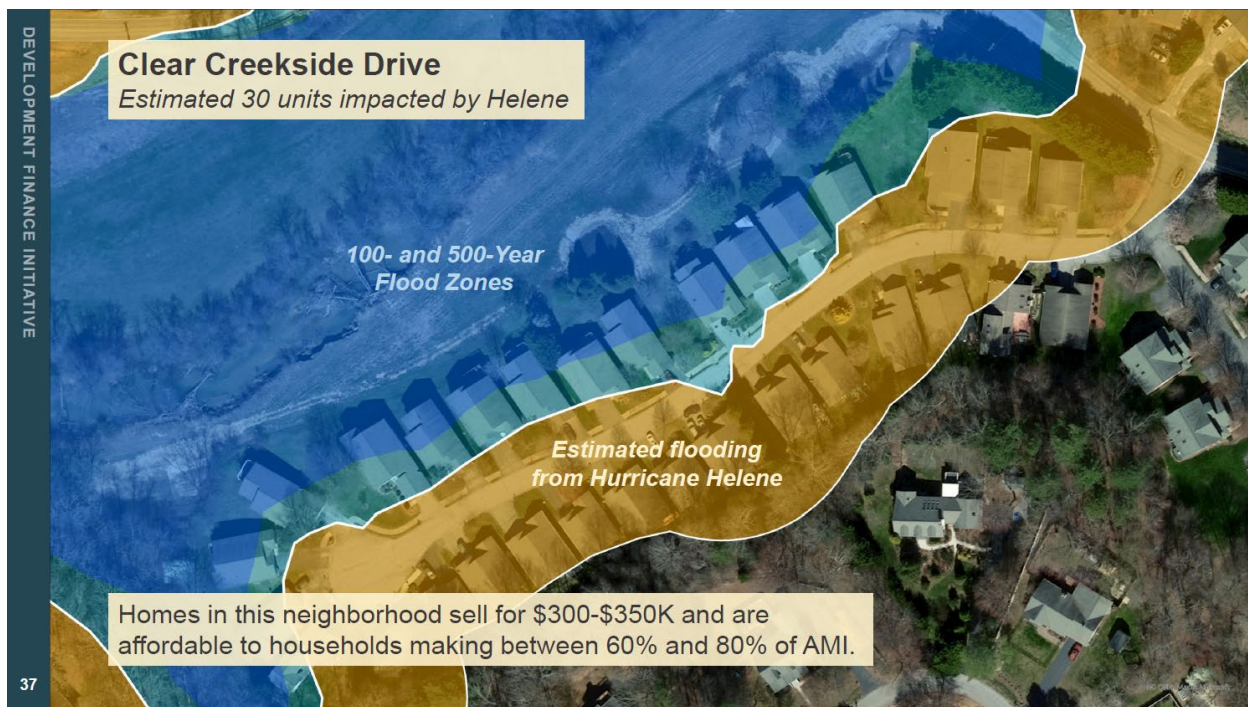 DEVELOPMENT FINANCE INITIATIVE
Clear Creekside Drive
Estimated 30 units impacted by Helene
100- and 500-Year
Flood Zones
Estimated flooding
from Hurricane Helene
Homes in this neighborhood sell for $300-$350K and are
affordable to households making between 60% and 80% of AMI.
37